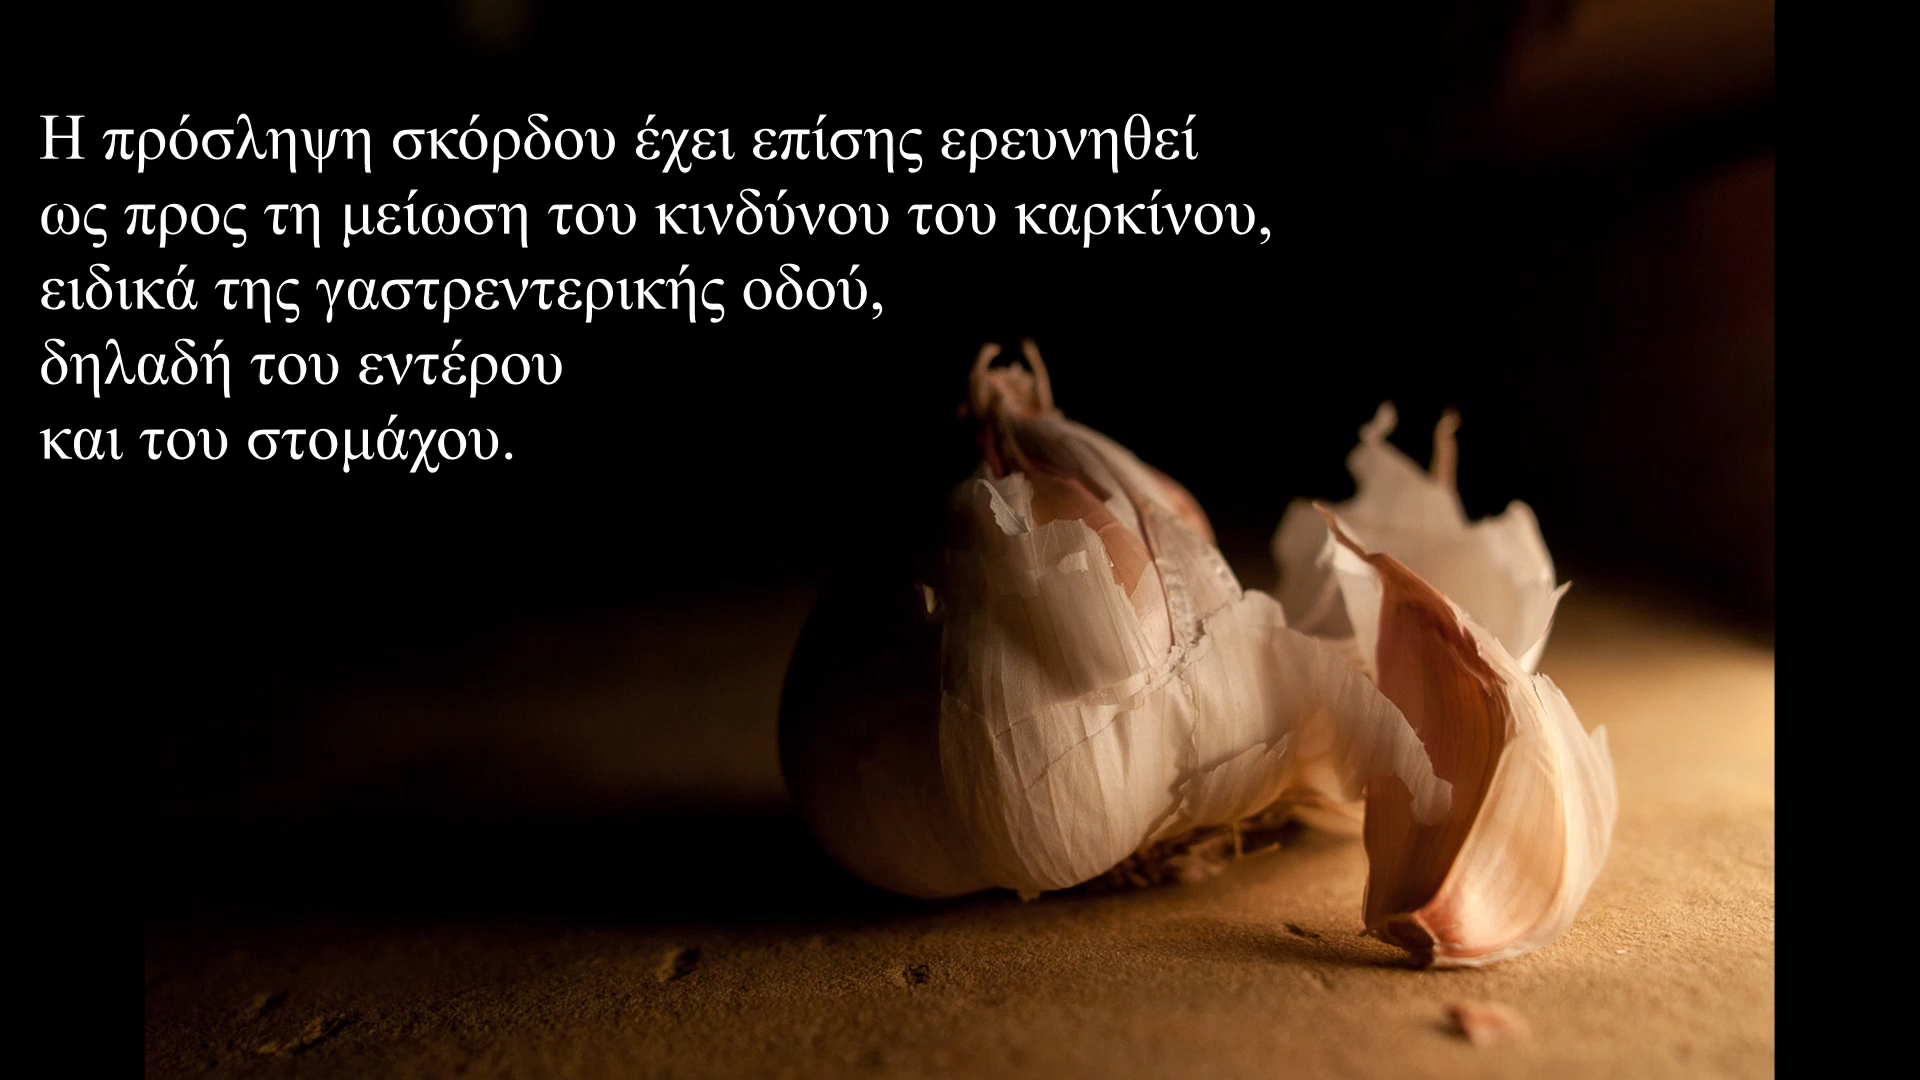 Η πρόσληψη σκόρδου έχει επίσης ερευνηθεί
ως προς τη μείωση του κινδύνου του καρκίνου,
ειδικά της γαστρεντερικής οδού,
δηλαδή του εντέρου
και του στομάχου.